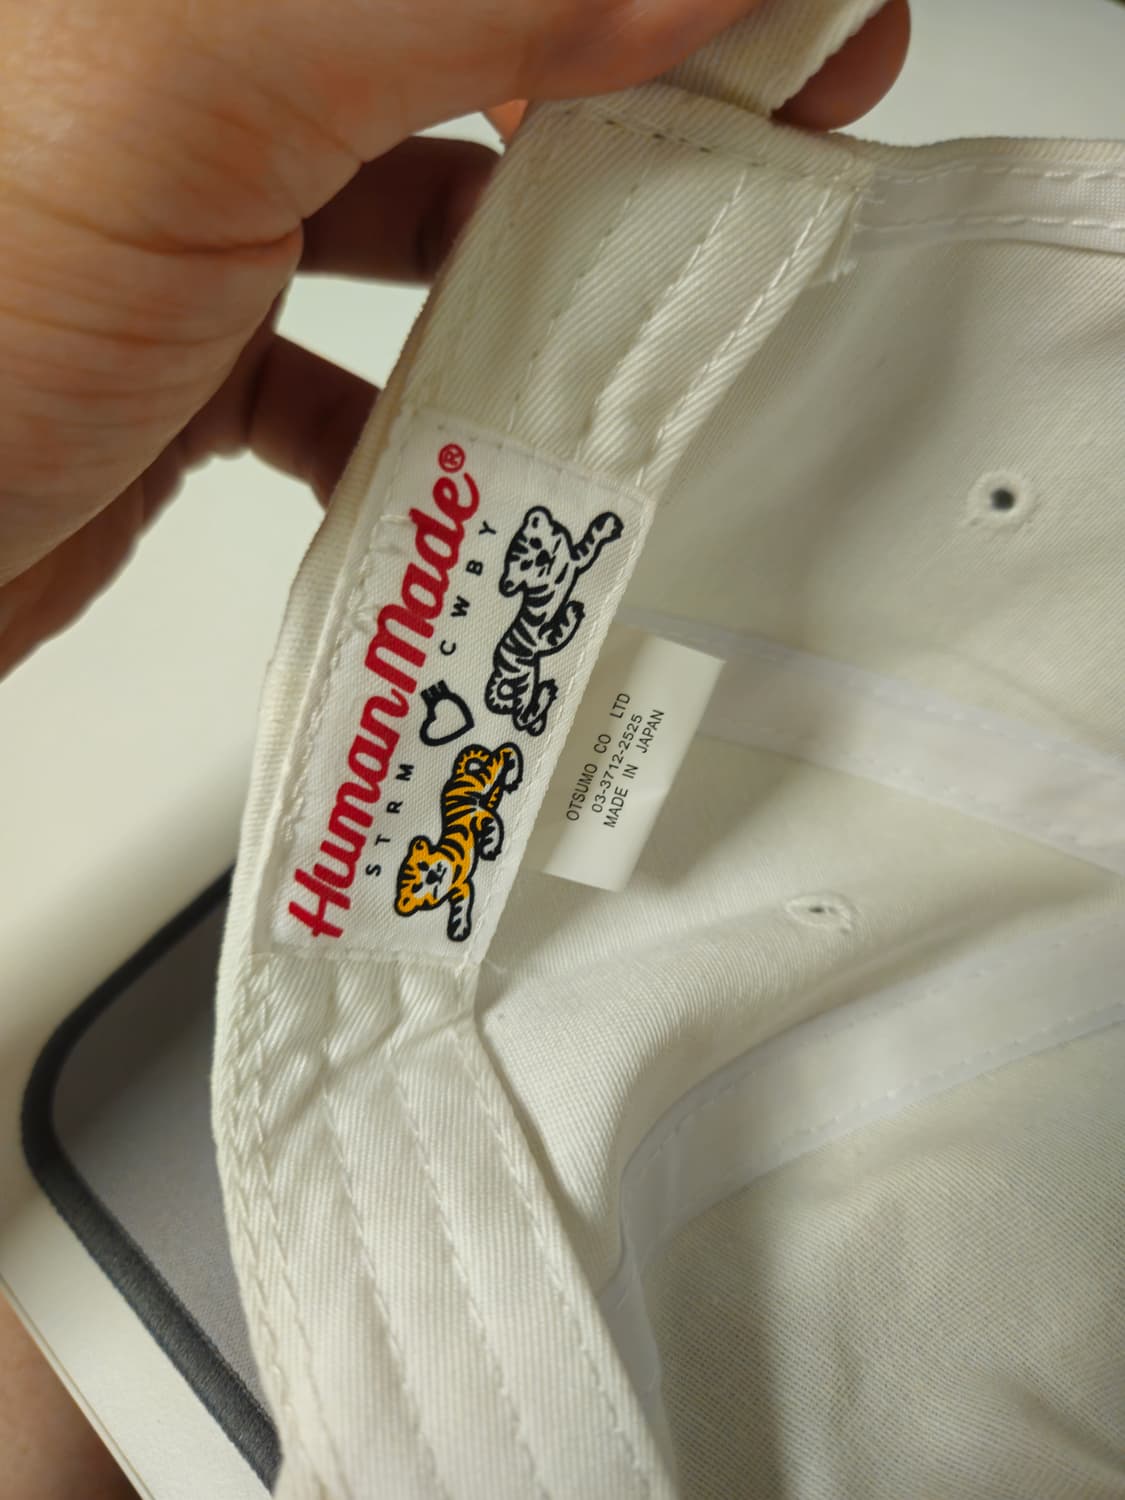 Human Made®
STRM CWBY
OTSUMO CO LTD
03-3712-2525
MADE IN JAPAN